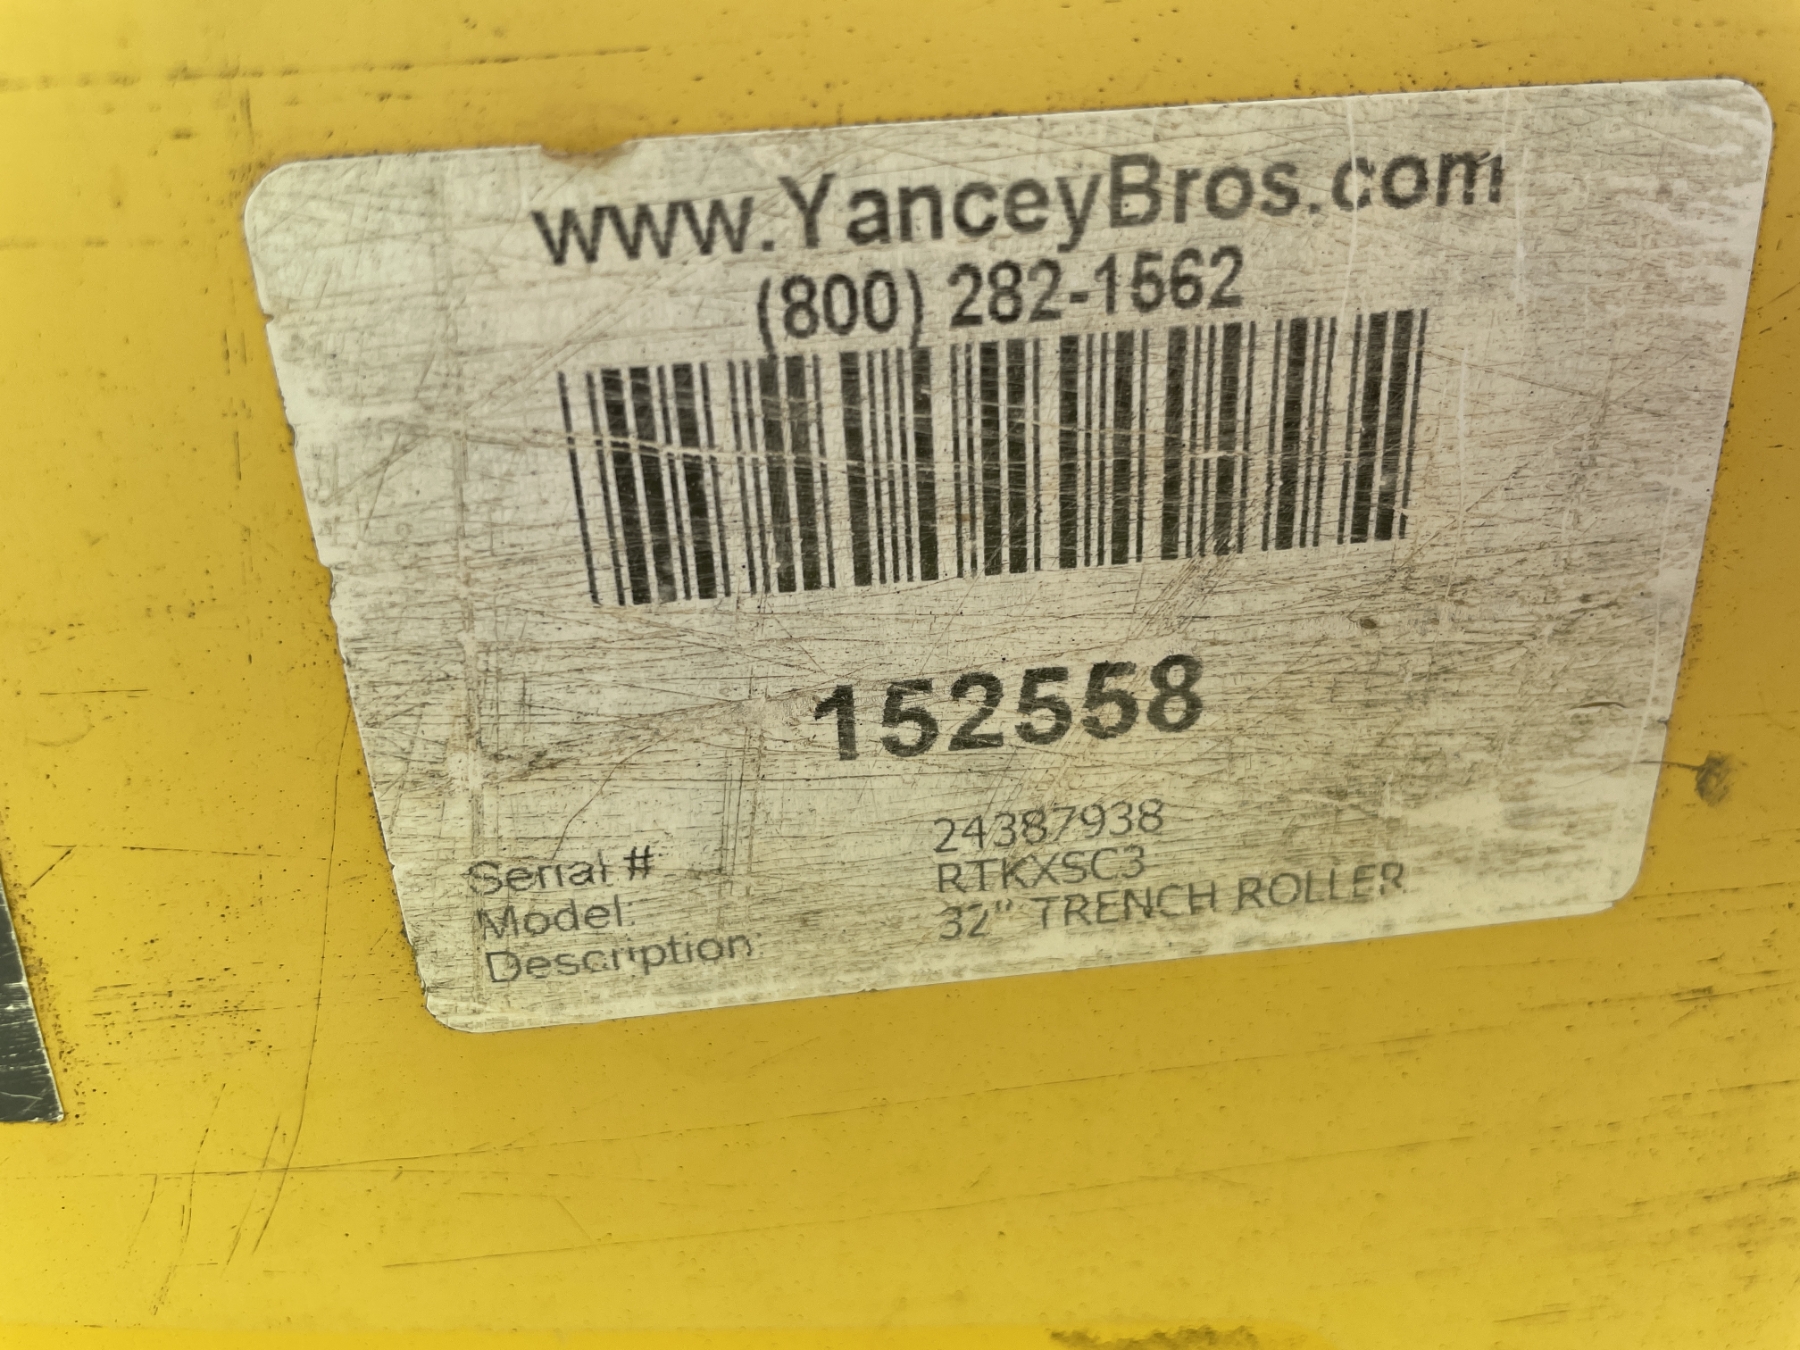 www.YanceyBros.com
(800) 282-1562
152558
Serial # 24387938
Model: RTKXSC3
Description: 32" TRENCH ROLLER